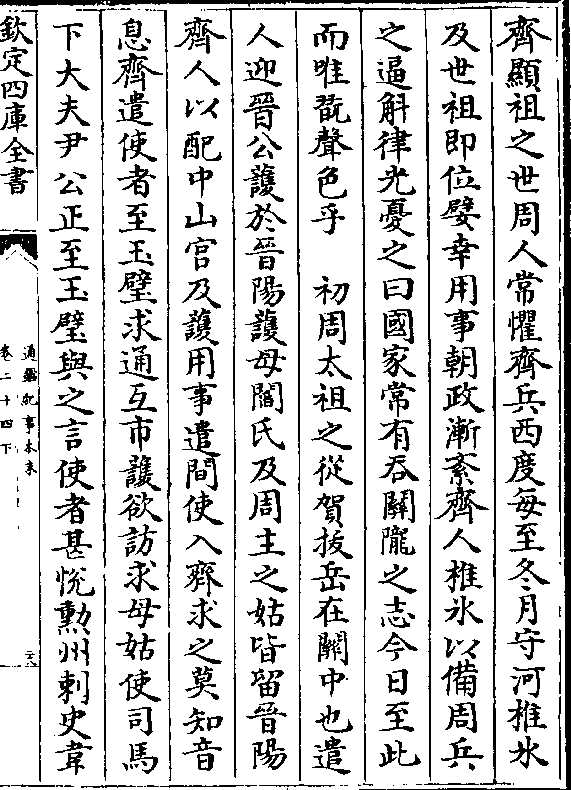 齊顯祖之世周人常懼齊兵西度每至冬月守河椎氷
及世祖即位嬖幸用事朝政漸紊齊人椎氷以備周兵
之逼斛律光憂之曰國家常有吞關隴之志今日至此
而唯翫聲色乎　初周太祖之從賀拔岳在關中也遣
人迎晉公護於晉陽護母閻氏及周主之姑皆留晉陽
齊人以配中山宮及護用事遣間使入齊求之莫知音
息齊遣使者至玉壁求通互市護欲訪求母姑使司馬
下大夫尹公正至玉璧與之言使者甚恱勲州刺史韋
欽定四庫全書
通鑑紀事本末
卷二十四下